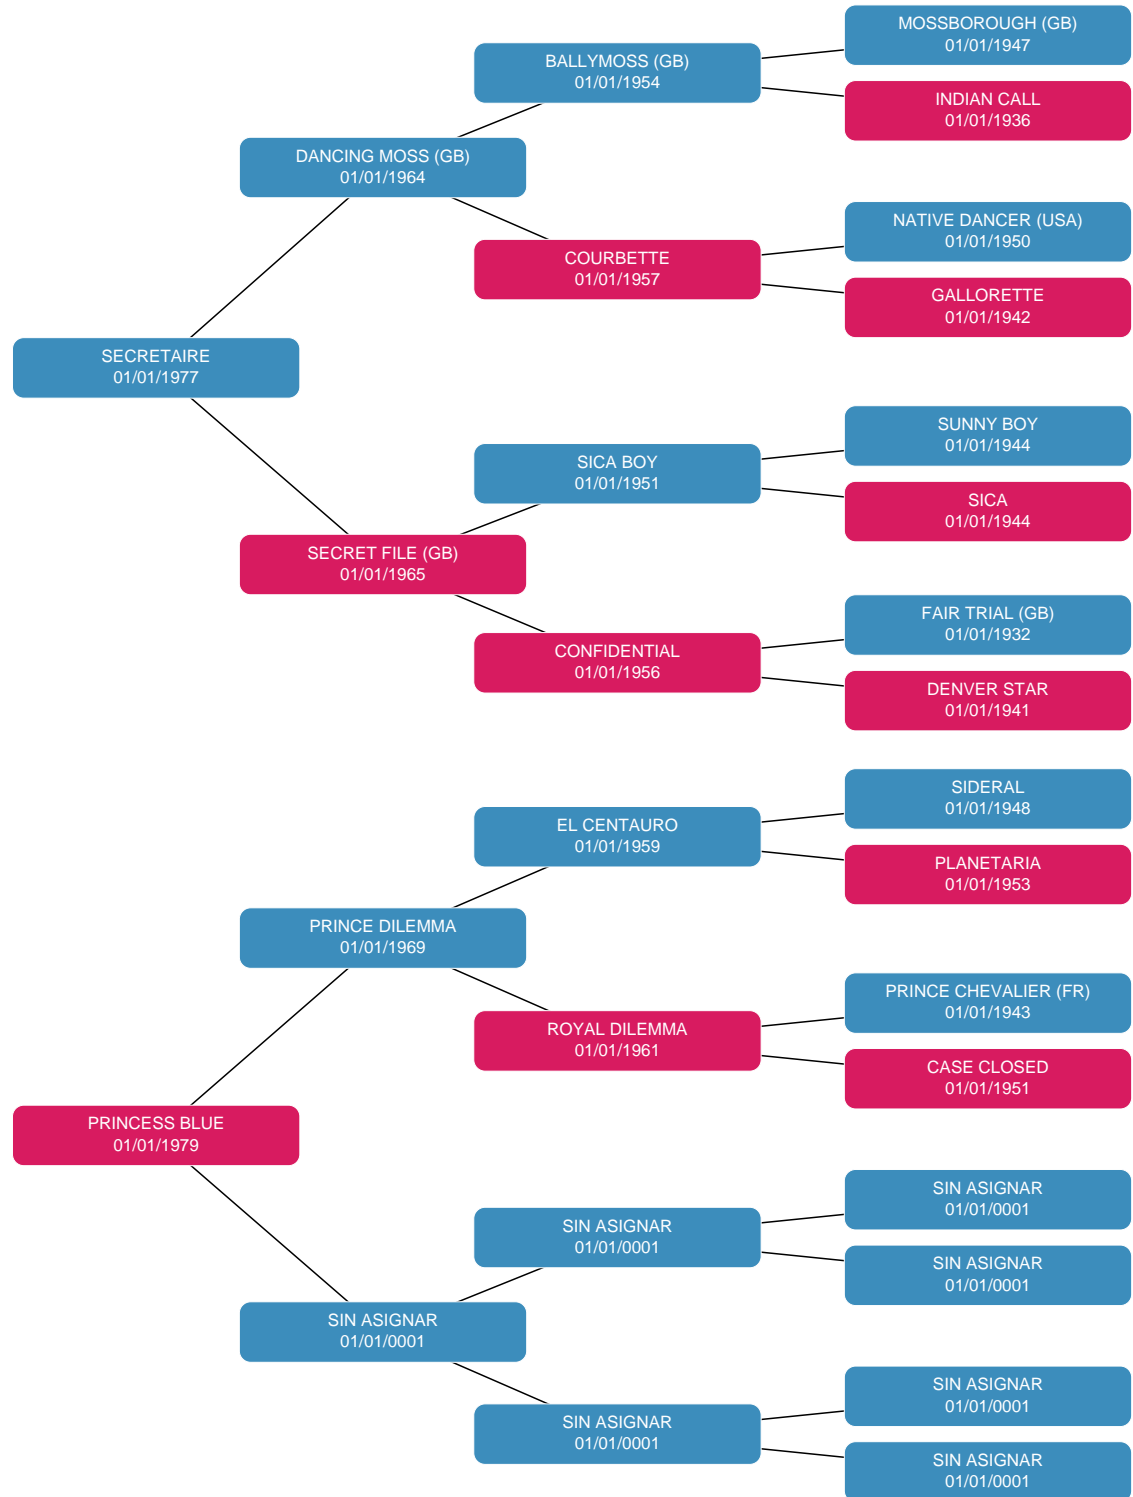 MOSSBOROUGH (GB)
01/01/1947
BALLYMOSS (GB)
01/01/1954
INDIAN CALL
01/01/1936
DANCING MOSS (GB)
01/01/1964
NATIVE DANCER (USA)
01/01/1950
COURBETTE
01/01/1957
GALLORETTE
01/01/1942
SECRETAIRE
01/01/1977
SUNNY BOY
01/01/1944
SICA BOY
01/01/1951
SICA
01/01/1944
SECRET FILE (GB)
01/01/1965
FAIR TRIAL (GB)
01/01/1932
CONFIDENTIAL
01/01/1956
DENVER STAR
01/01/1941
SIDERAL
01/01/1948
EL CENTAURO
01/01/1959
PLANETARIA
01/01/1953
PRINCE DILEMMA
01/01/1969
PRINCE CHEVALIER (FR)
01/01/1943
ROYAL DILEMMA
01/01/1961
CASE CLOSED
01/01/1951
PRINCESS BLUE
01/01/1979
SIN ASIGNAR
01/01/0001
SIN ASIGNAR
01/01/0001
SIN ASIGNAR
01/01/0001
SIN ASIGNAR
01/01/0001
SIN ASIGNAR
01/01/0001
SIN ASIGNAR
01/01/0001
SIN ASIGNAR
01/01/0001